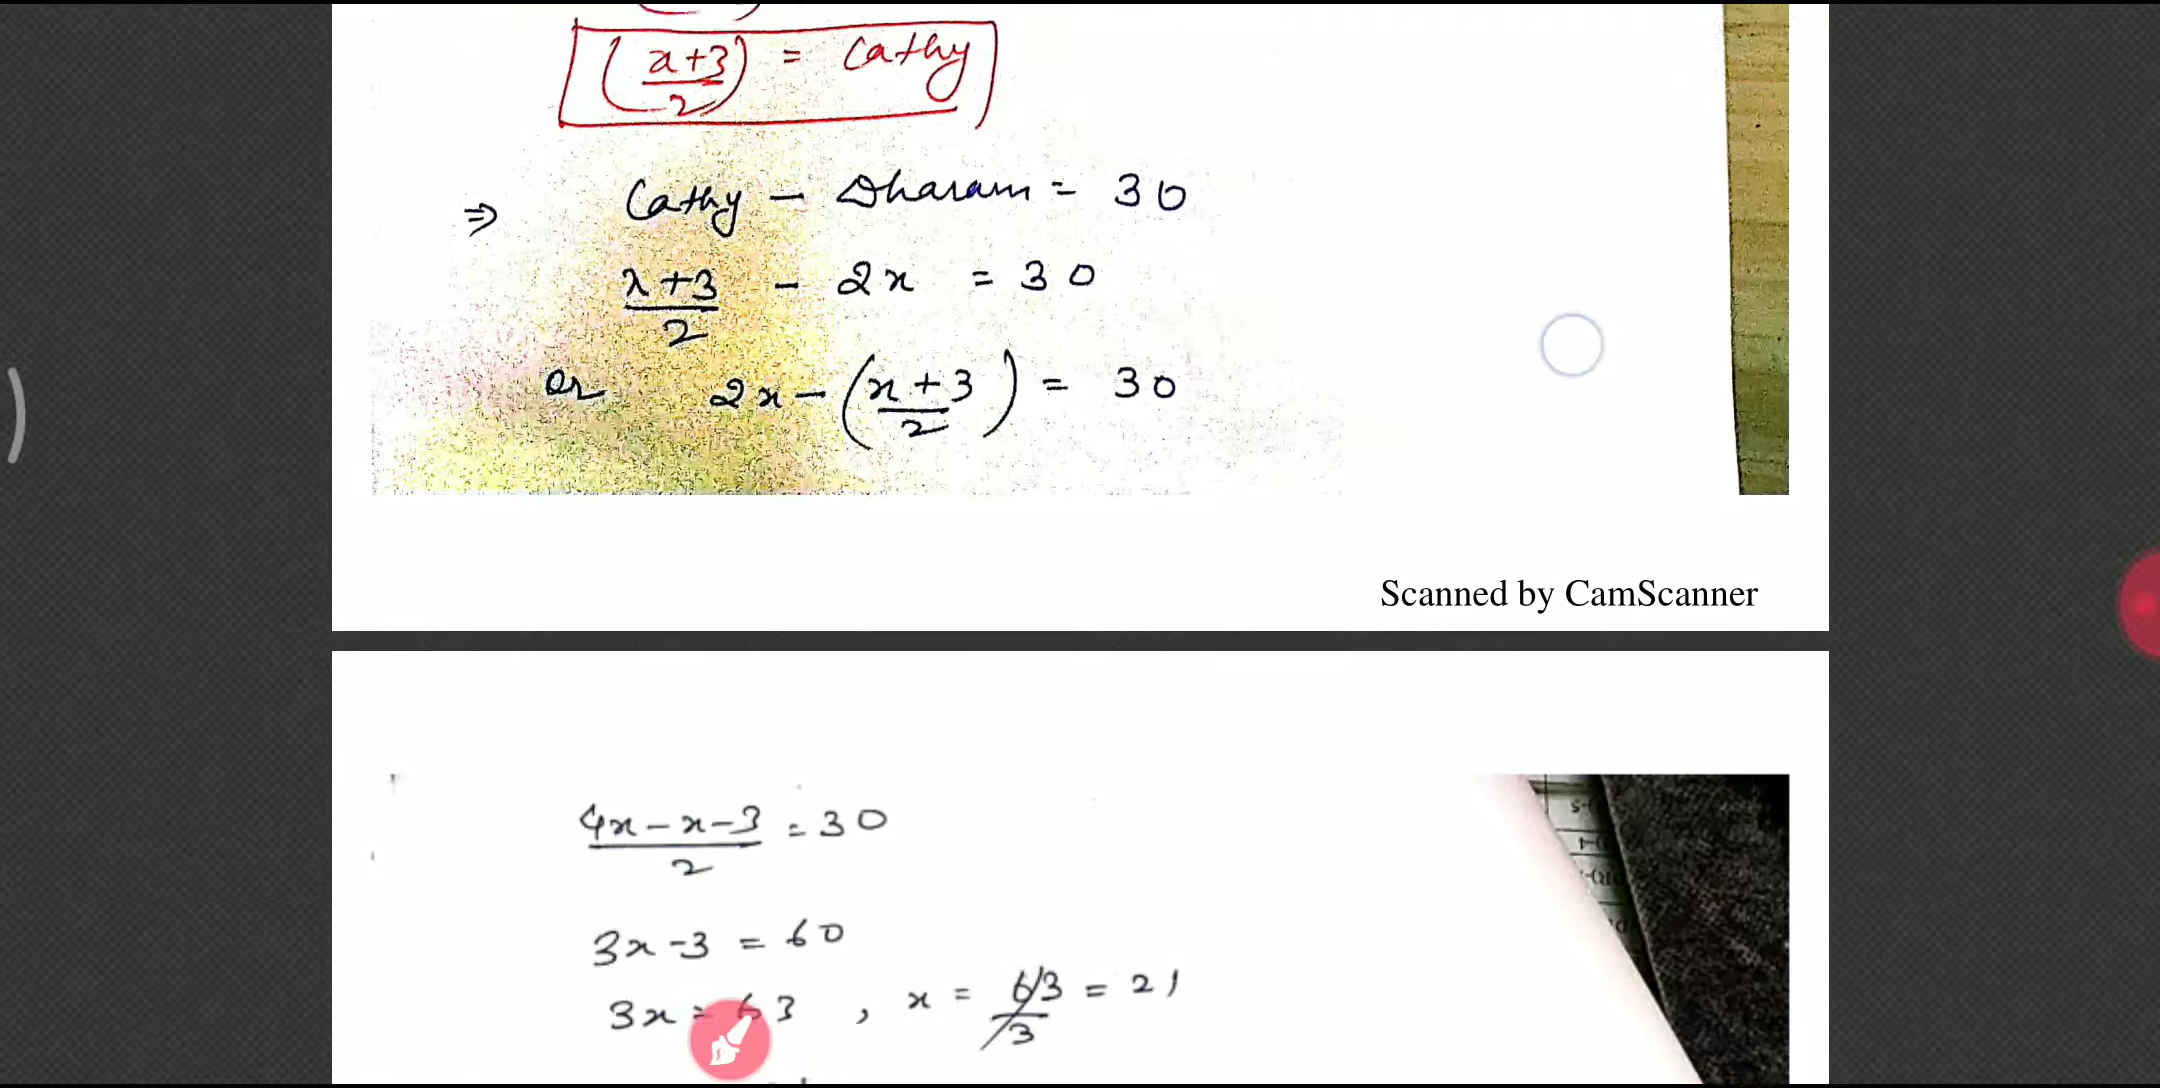 (x+3/2) = Cathy
⇒ Cathy - Dharam = 30
x+3/2 - 2x = 30
or 2x - (x+3/2) = 30
Scanned by CamScanner
4x-x-3/2 = 30
3x-3 = 60
3x = 63, x = 63/3 = 21